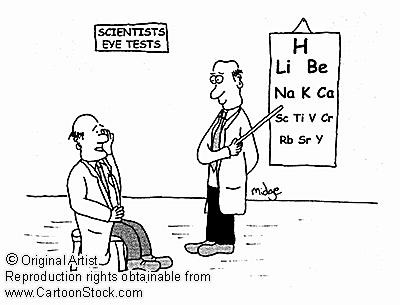 SCIENTISTS
EYE TESTS
H
Li Be
Na K Ca
Sc Ti V Cr
Rb Sr Y
midge
© Original Artist
Reproduction rights obtainable from
www.CartoonStock.com